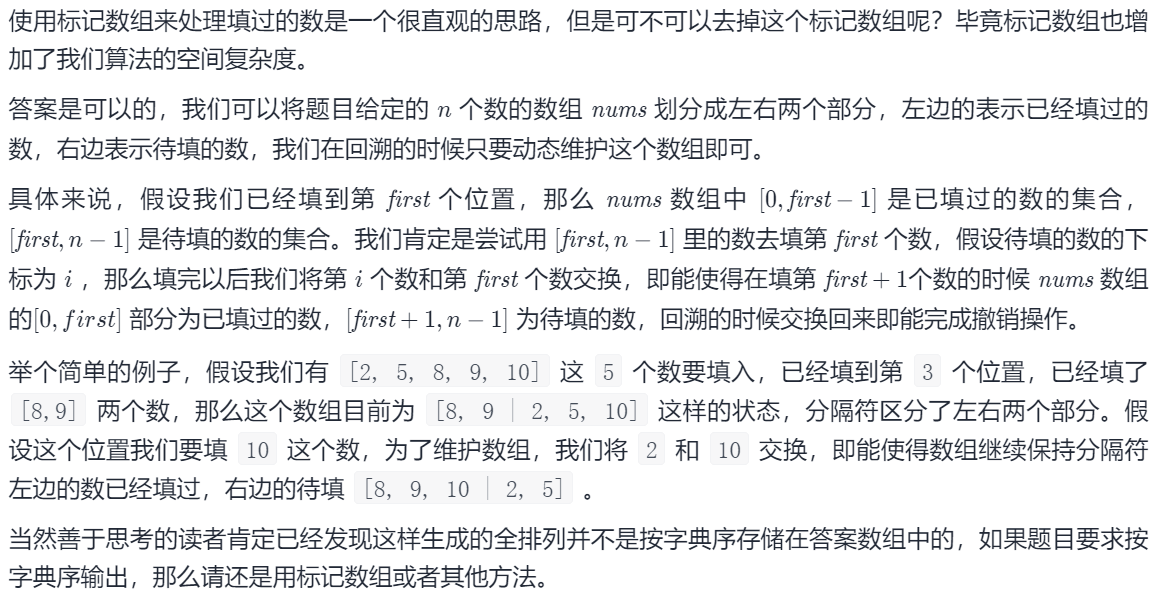 使用标记数组来处理填过的数是一个很直观的思路，但是可不可以去掉这个标记数组呢？毕竟标记数组也增
加了我们算法的空间复杂度。
答案是可以的，我们可以将题目给定的 n 个数的数组 nums 划分成左右两个部分，左边的表示已经填过的
数，右边表示待填的数，我们在回溯的时候只要动态维护这个数组即可。
具体来说，假设我们已经填到第 first 个位置，那么 nums 数组中 [0, first − 1] 是已填过的数的集合，
[first, n − 1] 是待填的数的集合。我们肯定是尝试用 [first, n − 1] 里的数去填第 first 个数，假设待填的数的下
标为 i ，那么填完以后我们将第 i 个数和第 first 个数交换，即能使得在填第 first + 1个数的时候 nums 数组
的[0, first] 部分为已填过的数，[first + 1, n − 1] 为待填的数，回溯的时候交换回来即能完成撤销操作。
举个简单的例子，假设我们有 [2, 5, 8, 9, 10] 这 5 个数要填入，已经填到第 3 个位置，已经填了
[8,9] 两个数，那么这个数组目前为 [8, 9 | 2, 5, 10] 这样的状态，分隔符区分了左右两个部分。假
设这个位置我们要填 10 这个数，为了维护数组，我们将 2 和 10 交换，即能使得数组继续保持分隔符
左边的数已经填过，右边的待填 [8, 9, 10 | 2, 5] 。
当然善于思考的读者肯定已经发现这样生成的全排列并不是按字典序存储在答案数组中的，如果题目要求按
字典序输出，那么请还是用标记数组或者其他方法。